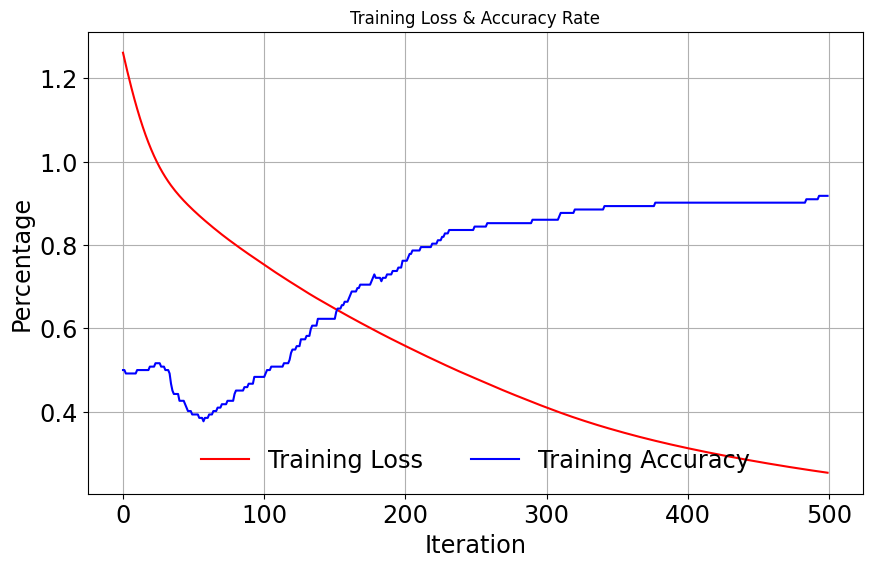 Training Loss & Accuracy Rate
1.2
1.0
0.8
0.6
0.4
Percentage
Training Loss
Training Accuracy
0 100 200 300 400 500
Iteration